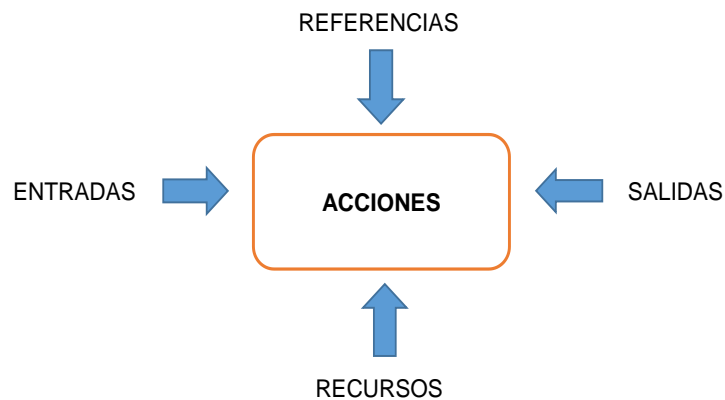 REFERENCIAS
ENTRADAS
ACCIONES
SALIDAS
RECURSOS